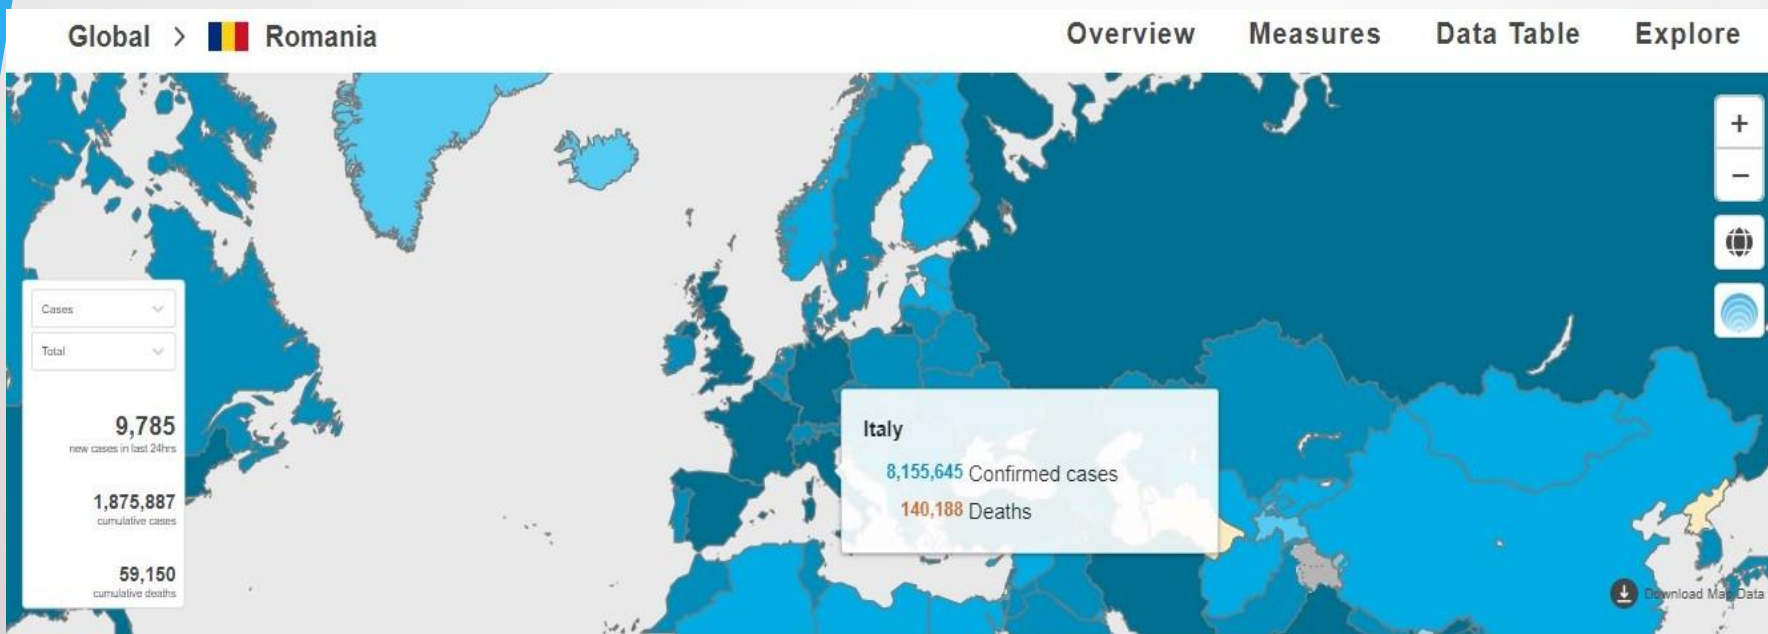 Global > Romania
Overview Measures Data Table Explore
+
−
Cases
Total
9,785
new cases in last 24hrs
1,875,887
cumulative cases
59,150
cumulative deaths
Italy
8,155,645 Confirmed cases
140,188 Deaths
Download Map Data